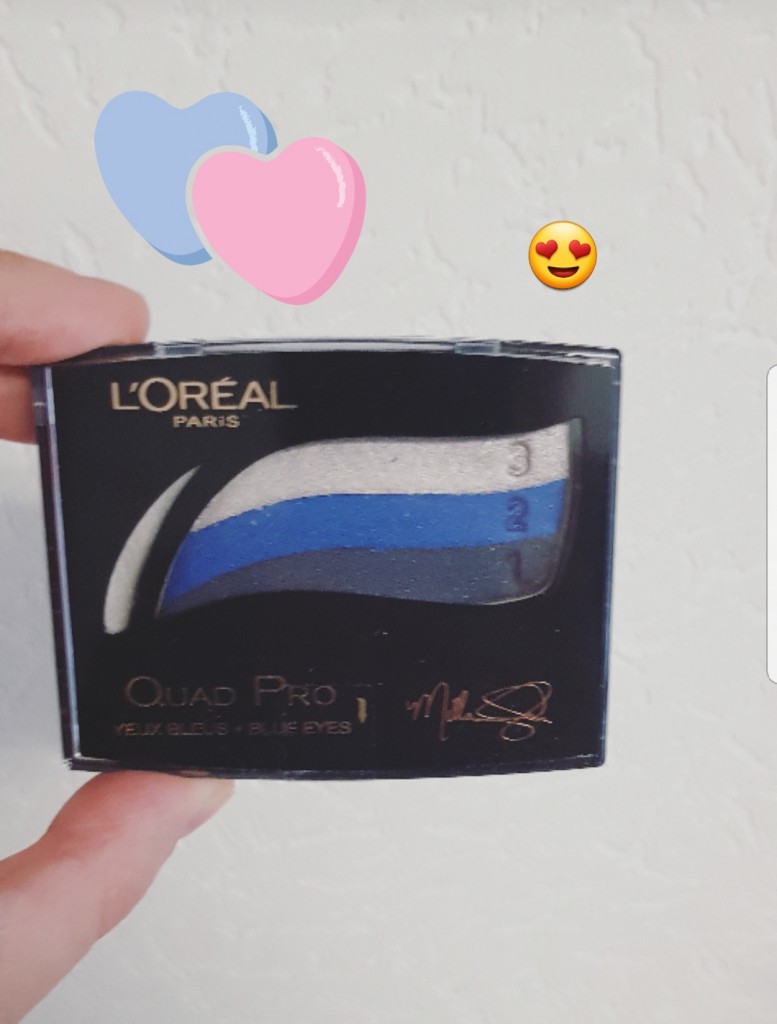 L'ORÉAL
PARIS
3
2
1
QUAD PRO
YEUX BLEUS • BLUE EYES